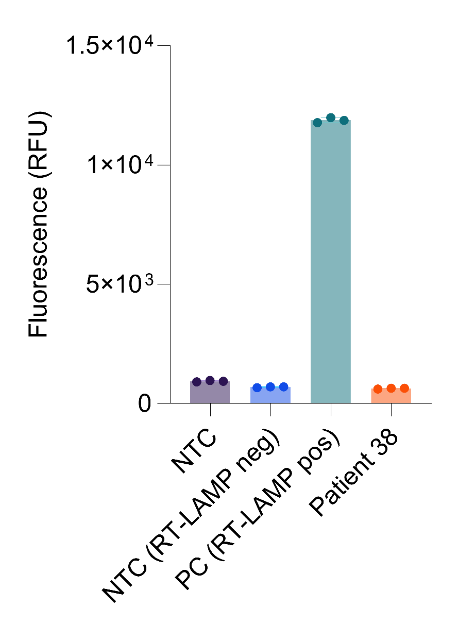 1.5×10⁴
1×10⁴
5×10³
0
Fluorescence (RFU)
NTC
NTC (RT-LAMP neg)
PC (RT-LAMP pos)
Patient 38